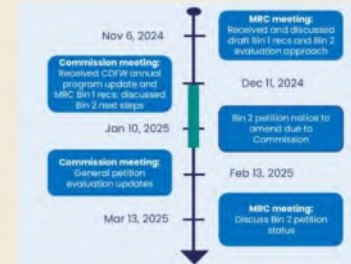 Nov 6, 2024
MRC meeting:
Received and discussed
draft Bin 1 recs and Bin 2
evaluation approach
Commission meeting:
Received CDFW annual
program update and
MRC Bin 1 recs; discussed
Bin 2 next steps
Dec 11, 2024
Jan 10, 2025
Bin 2 petition notice to
amend due to
Commission
Commission meeting:
General petition
evaluation updates
Feb 13, 2025
Mar 13, 2025
MRC meeting:
Discuss Bin 2 petition
status